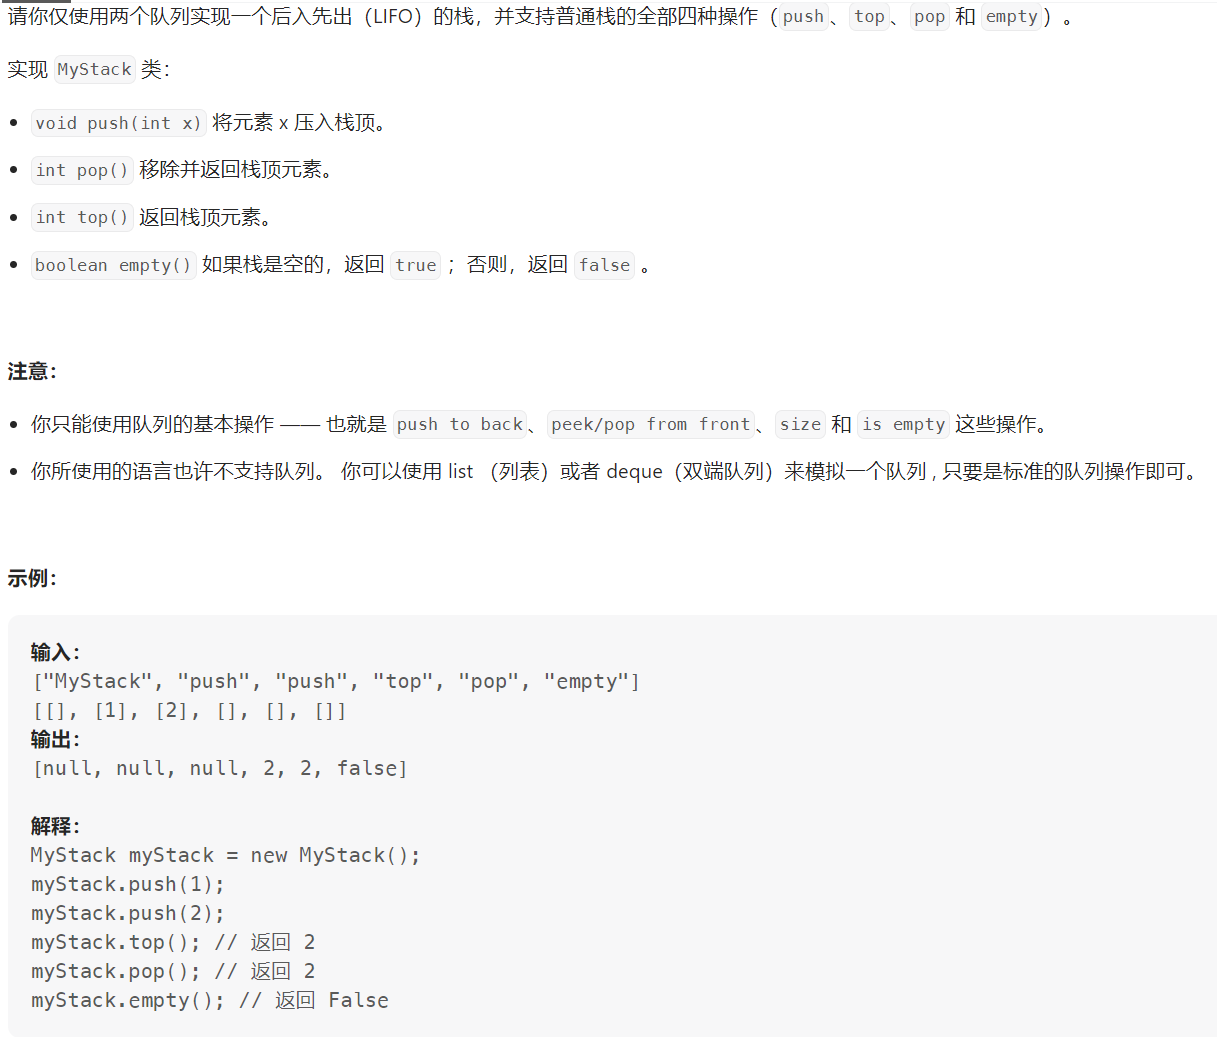 请你仅使用两个队列实现一个后入先出（LIFO）的栈，并支持普通栈的全部四种操作（push、top、pop 和 empty）。
实现 MyStack 类：
• void push(int x) 将元素 x 压入栈顶。
• int pop() 移除并返回栈顶元素。
• int top() 返回栈顶元素。
• boolean empty() 如果栈是空的，返回 true ；否则，返回 false 。
注意：
• 你只能使用队列的基本操作 —— 也就是 push to back、peek/pop from front、size 和 is empty 这些操作。
• 你所使用的语言也许不支持队列。 你可以使用 list （列表）或者 deque（双端队列）来模拟一个队列 , 只要是标准的队列操作即可。
示例：
输入：
["MyStack", "push", "push", "top", "pop", "empty"]
[[], [1], [2], [], [], []]
输出：
[null, null, null, 2, 2, false]
解释：
MyStack myStack = new MyStack();
myStack.push(1);
myStack.push(2);
myStack.top(); // 返回 2
myStack.pop(); // 返回 2
myStack.empty(); // 返回 False